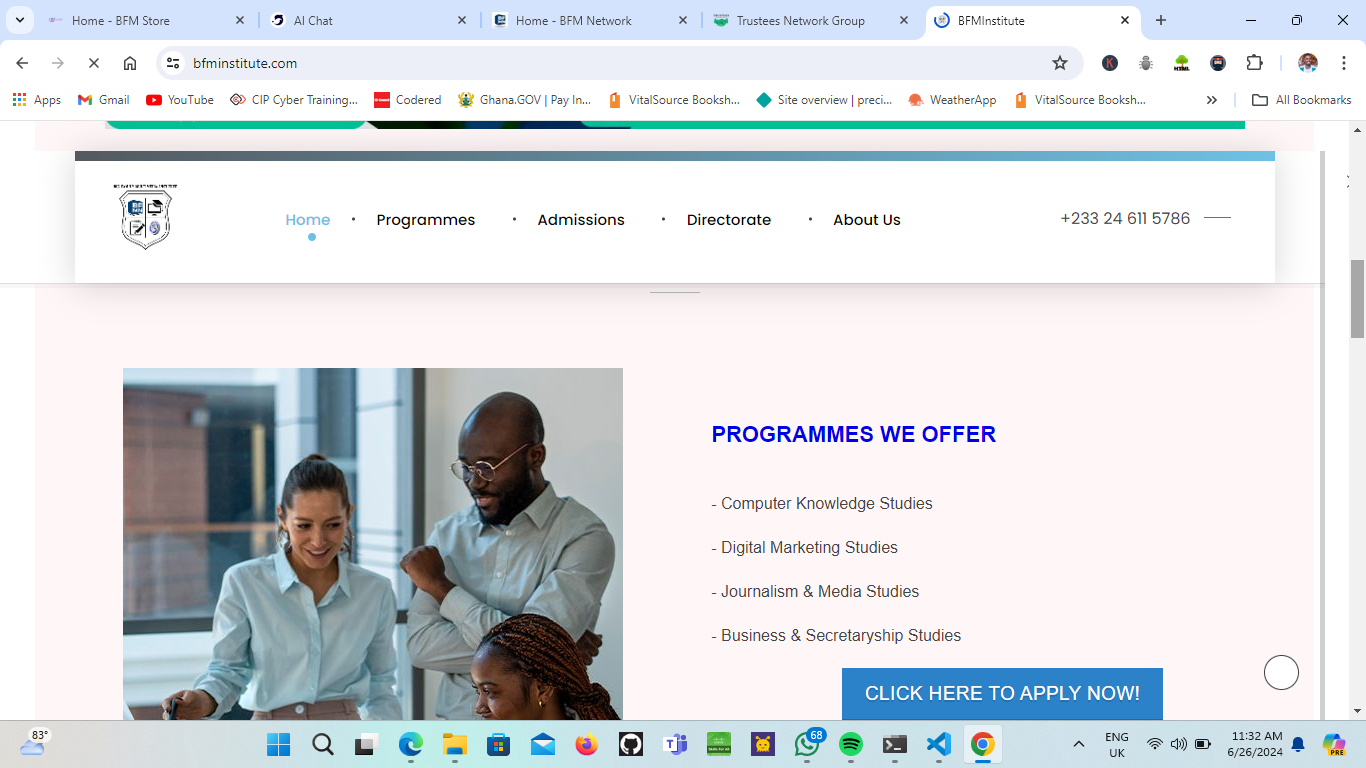 Home - BFM Store
AI Chat
Home - BFM Network
Trustees Network Group
BFMInstitute
bfminstitute.com
Apps
Gmail
YouTube
CIP Cyber Training...
Codered
Ghana.GOV | Pay In...
VitalSource Booksh...
Site overview | preci...
WeatherApp
VitalSource Booksh...
All Bookmarks
Home
Programmes
Admissions
Directorate
About Us
+233 24 611 5786
PROGRAMMES WE OFFER
- Computer Knowledge Studies
- Digital Marketing Studies
- Journalism & Media Studies
- Business & Secretaryship Studies
CLICK HERE TO APPLY NOW!
83°
68
ENG
UK
11:32 AM
6/26/2024
PRE